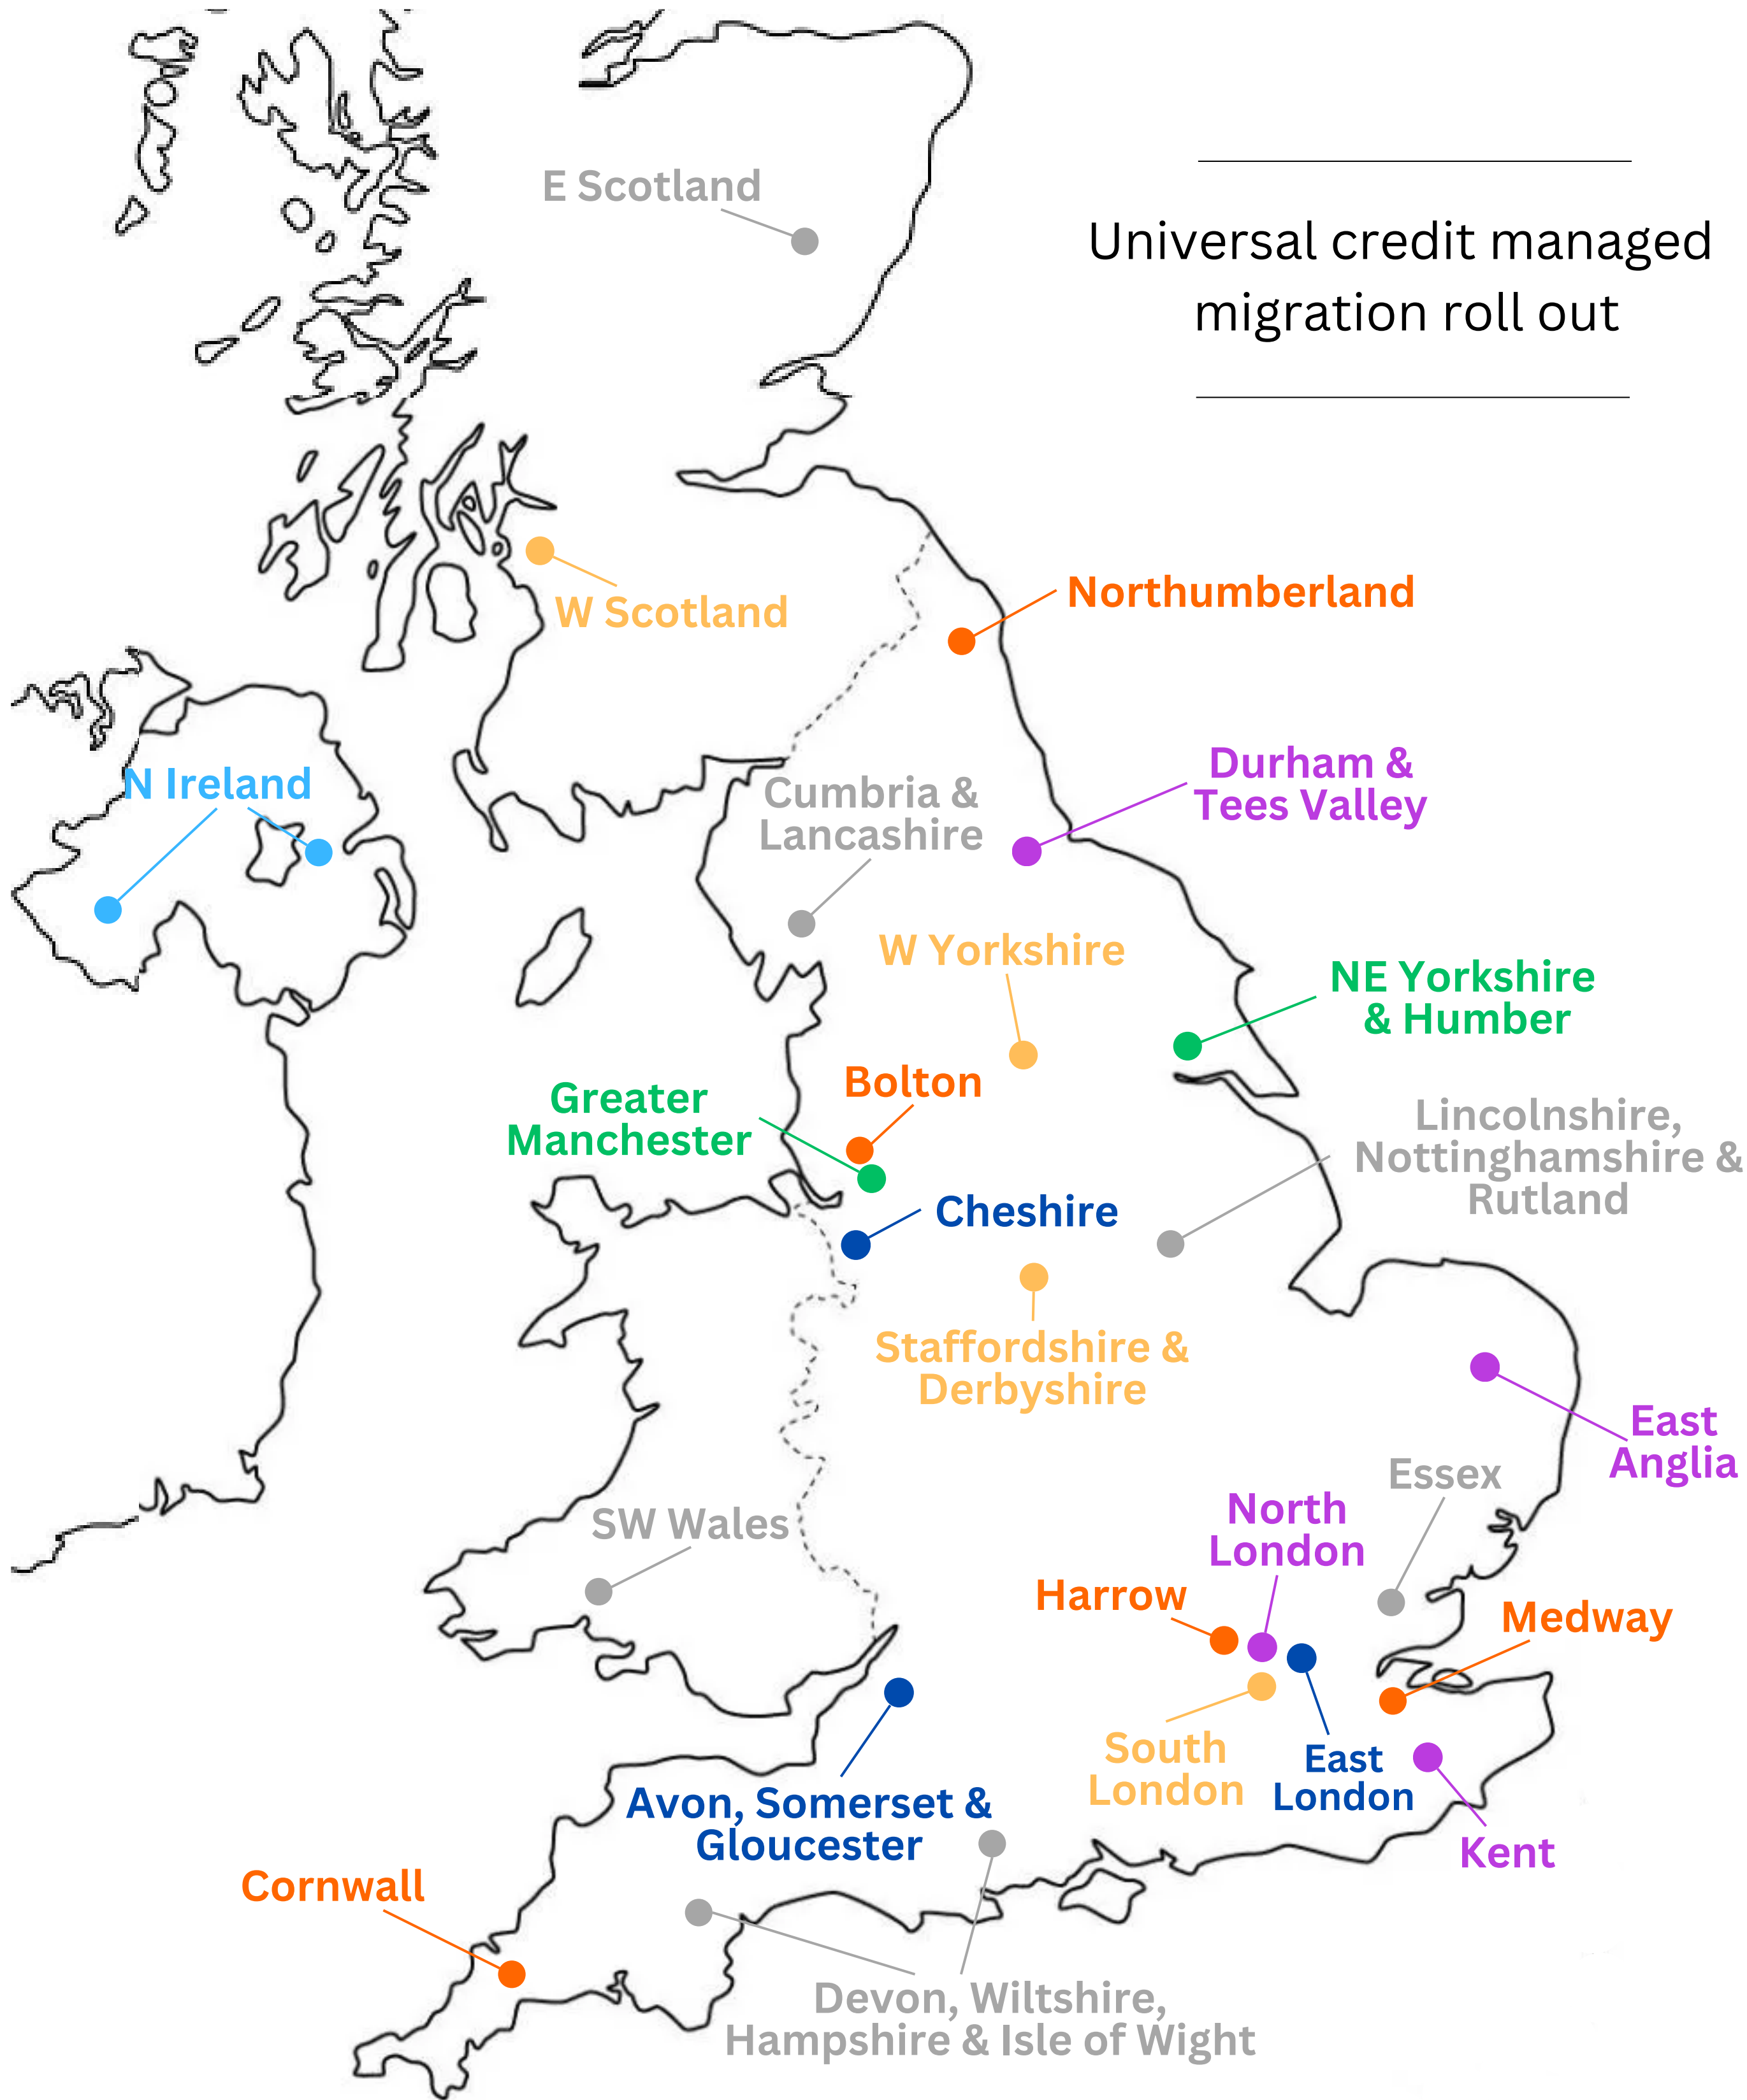 E Scotland
Universal credit managed
migration roll out
W Scotland
Northumberland
N Ireland
Durham &
Tees Valley
Cumbria &
Lancashire
W Yorkshire
NE Yorkshire
& Humber
Bolton
Greater
Manchester
Lincolnshire,
Nottinghamshire &
Rutland
Cheshire
Staffordshire &
Derbyshire
East
Anglia
Essex
North
London
SW Wales
Harrow
Medway
South
London
East
London
Avon, Somerset &
Gloucester
Kent
Cornwall
Devon, Wiltshire,
Hampshire & Isle of Wight